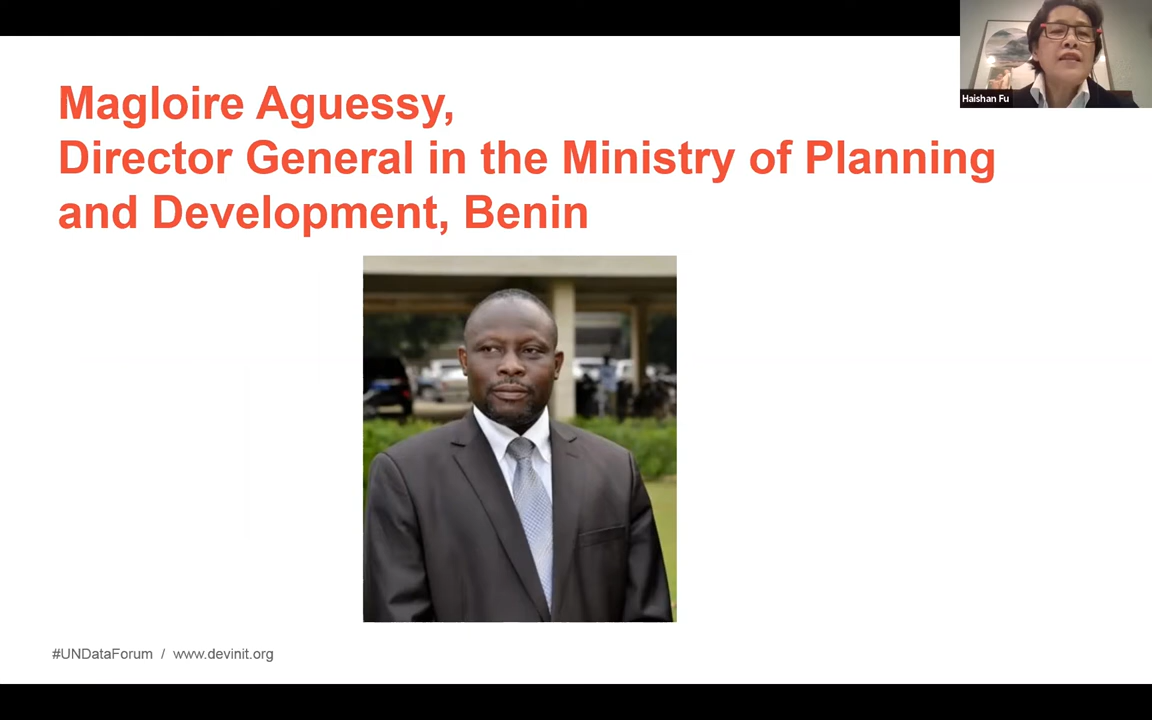 Haishan Fu
Magloire Aguessy,
Director General in the Ministry of Planning
and Development, Benin
#UNDataForum / www.devinit.org